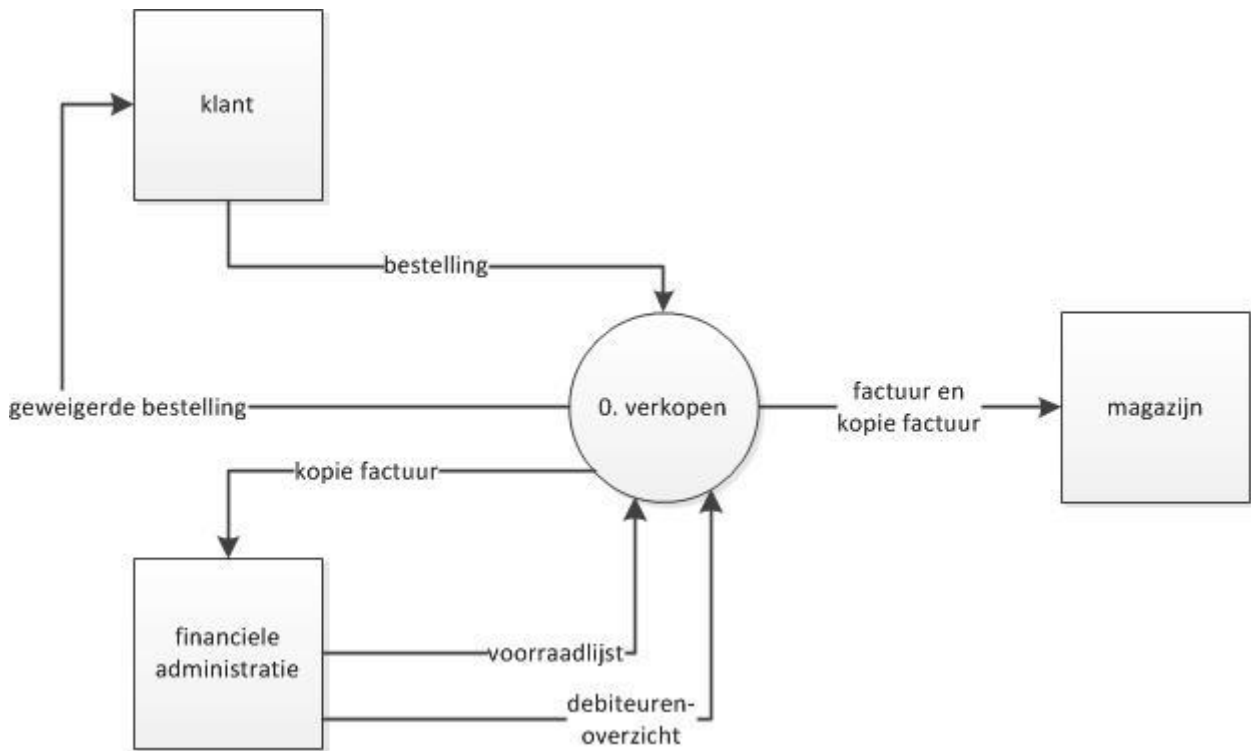 klant
bestelling
geweigerde bestelling
0. verkopen
factuur en
kopie factuur
magazijn
kopie factuur
financiele
administratie
voorraadlijst
debiteuren-
overzicht